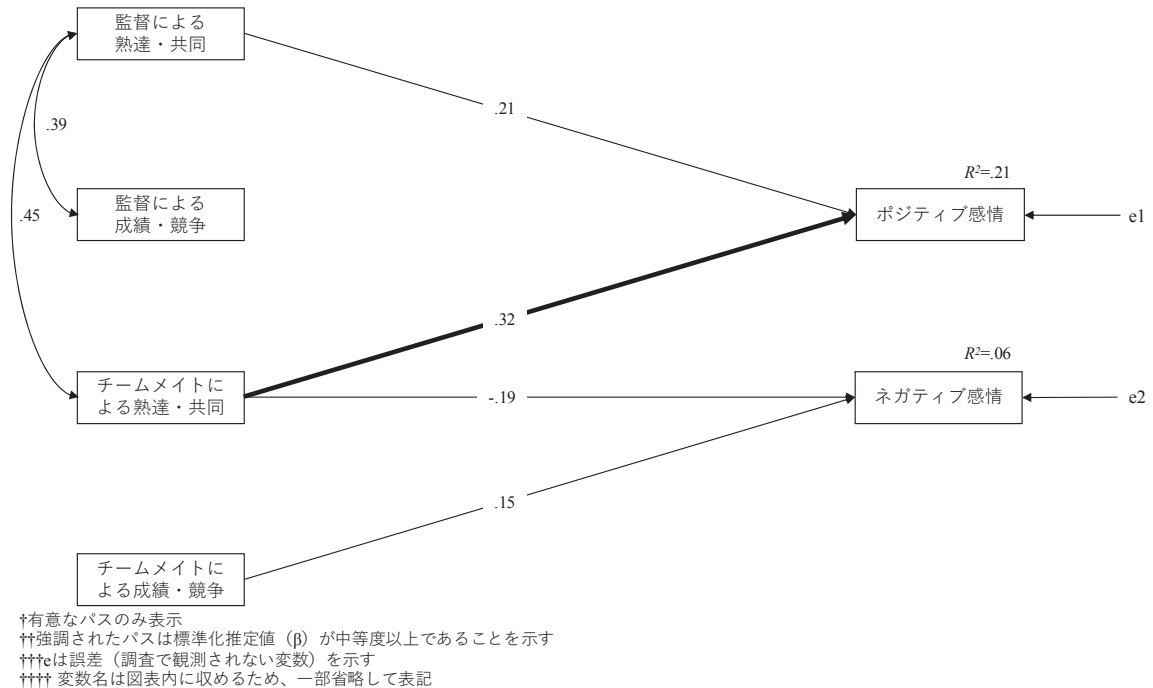 監督による
熟達・共同
.21
.39
監督による
成績・競争
.45
R²=.21
ポジティブ感情
e1
.32
R²=.06
チームメイトに
よる熟達・共同
-.19
ネガティブ感情
e2
.15
チームメイトに
よる成績・競争
†有意なパスのみ表示
††強調されたパスは標準化推定値（β）が中等度以上であることを示す
†††eは誤差（調査で観測されない変数）を示す
†††† 変数名は図表内に収めるため、一部省略して表記